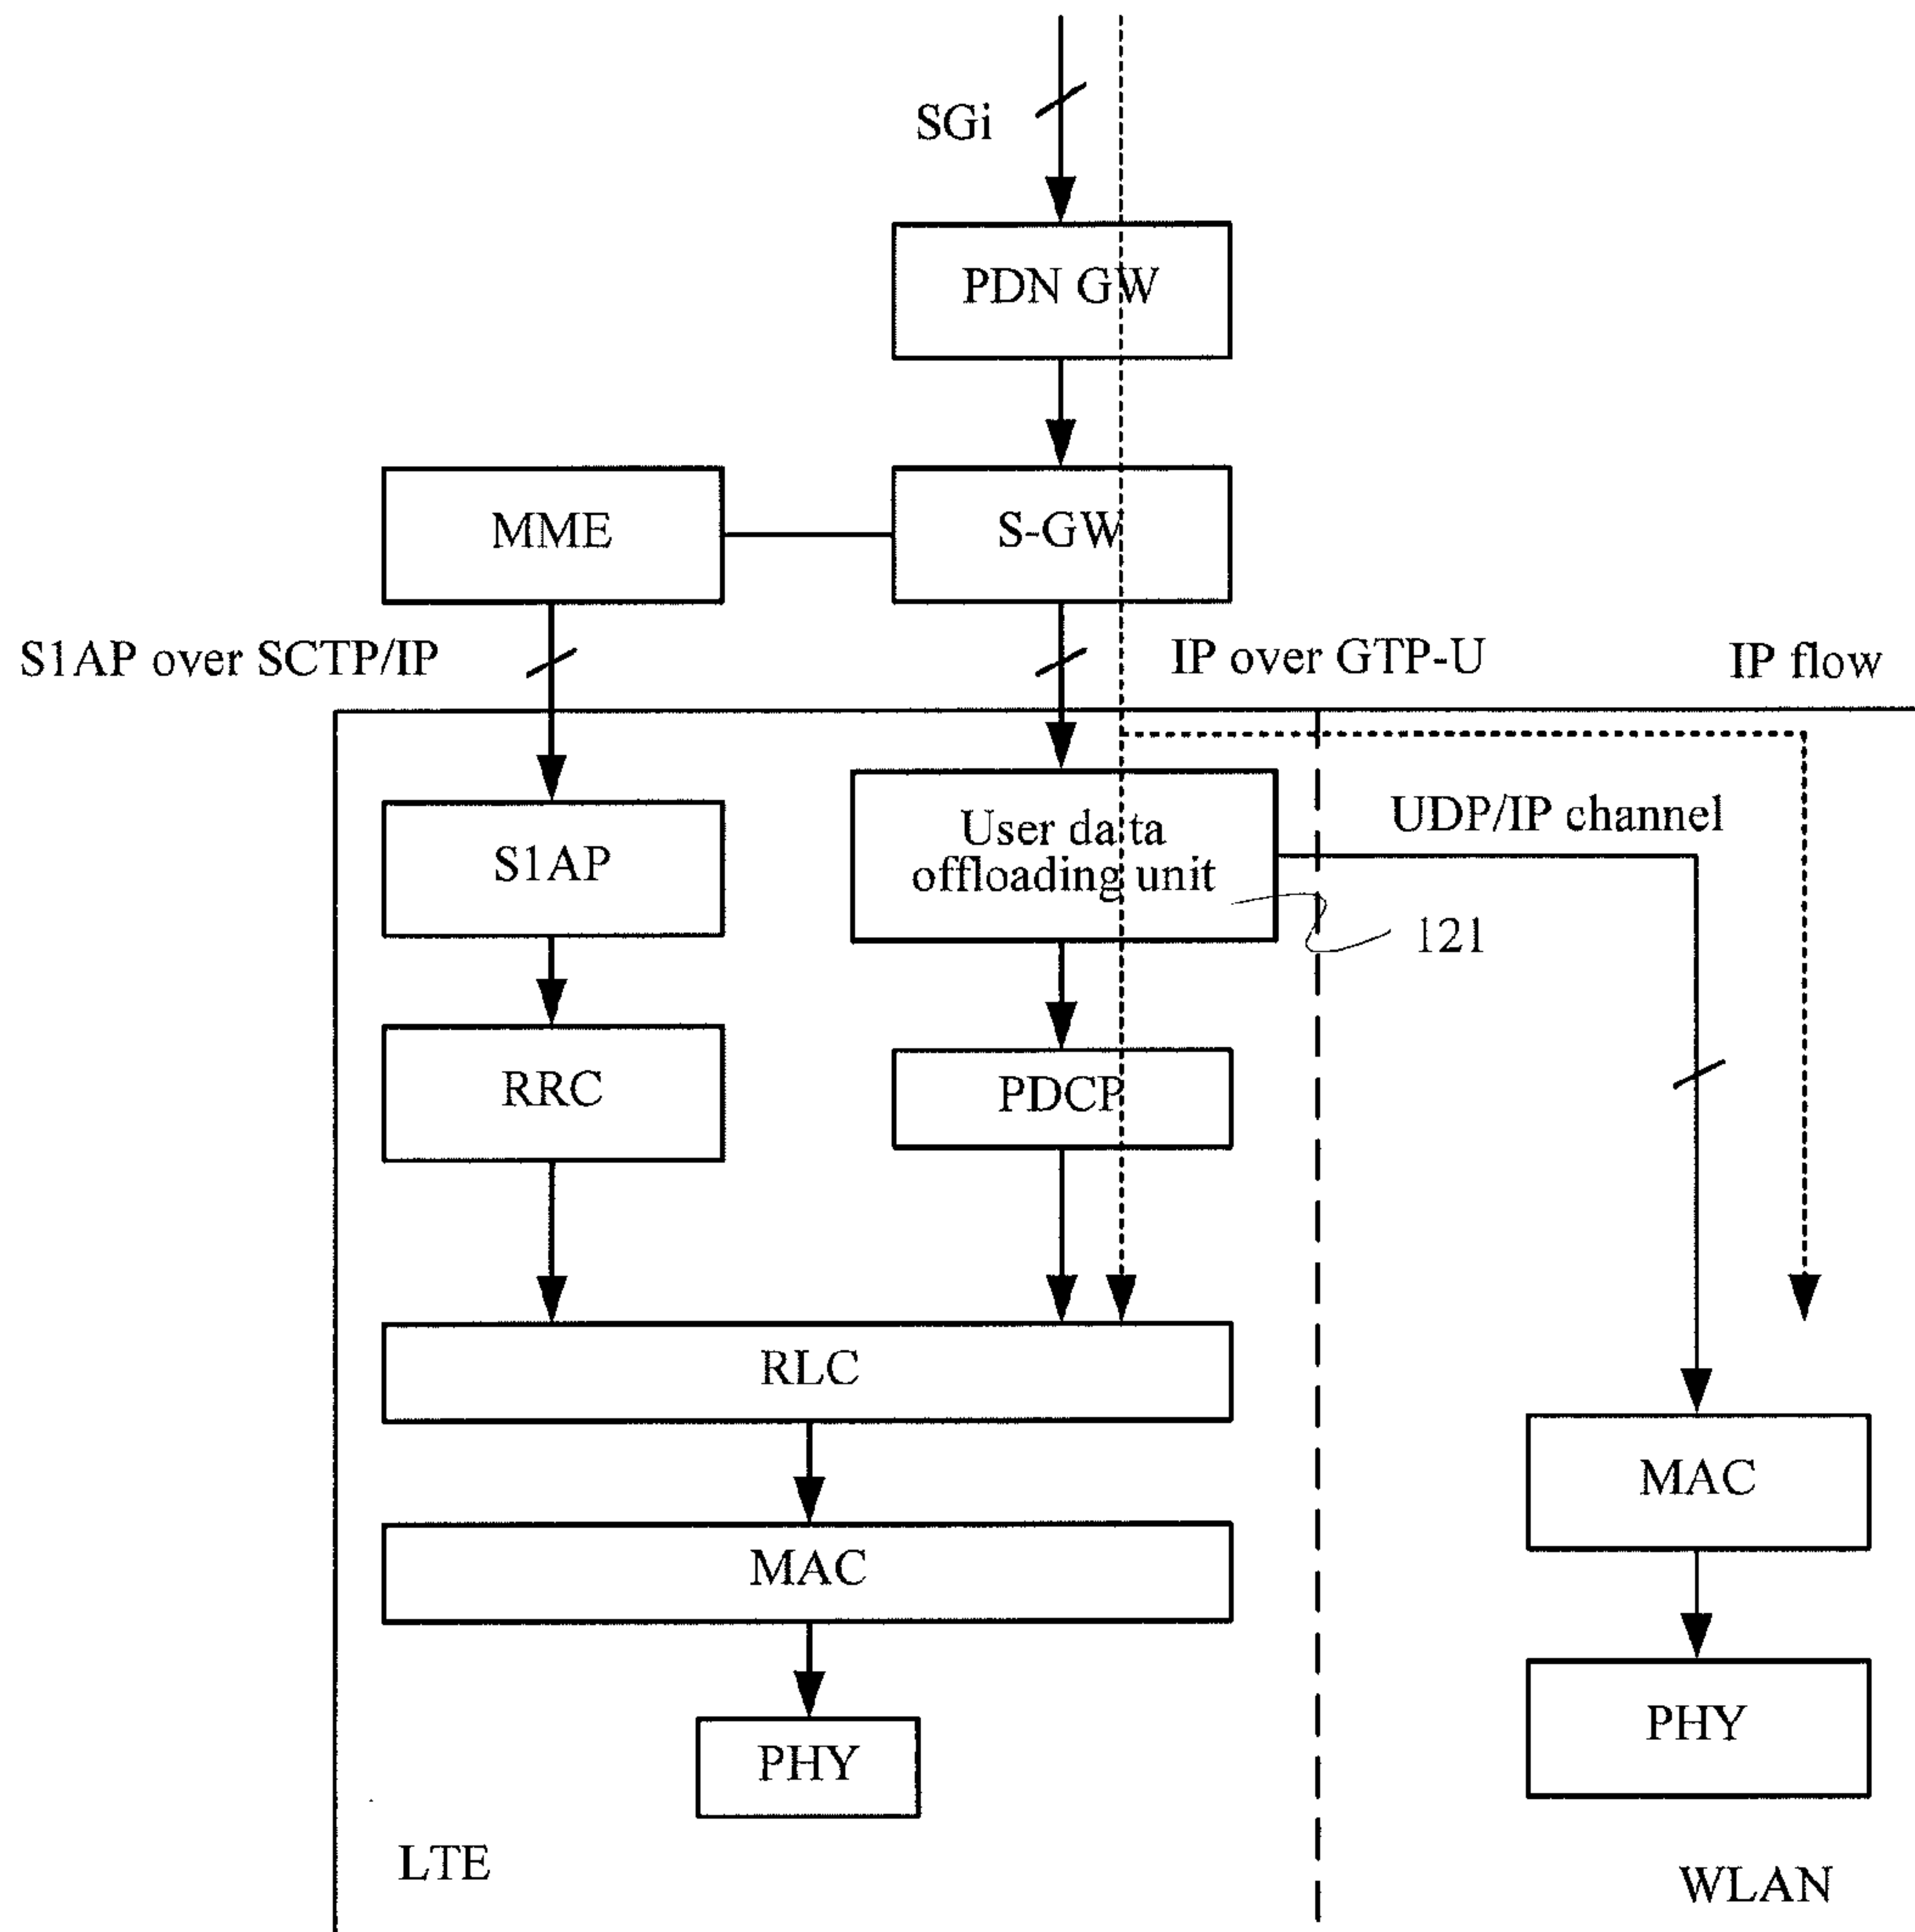 SGi
PDN GW
MME
S-GW
S1AP over SCTP/IP
IP over GTP-U
IP flow
User data
offloading unit
UDP/IP channel
S1AP
121
RRC
PDCP
RLC
MAC
MAC
PHY
PHY
LTE
WLAN